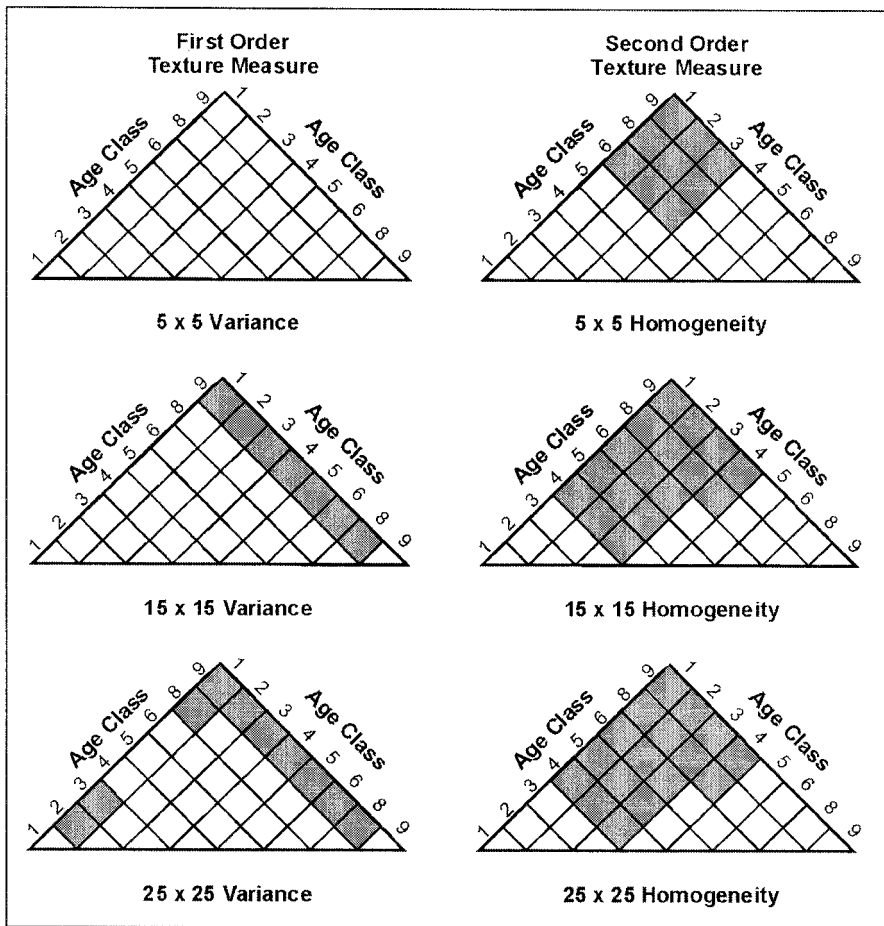 First Order
Texture Measure
Second Order
Texture Measure
Age Class
1 2 3 4 5 6 8 9
Age Class
1 2 3 4 5 6 8 9
5 x 5 Variance
Age Class
1 2 3 4 5 6 8 9
Age Class
1 2 3 4 5 6 8 9
5 x 5 Homogeneity
Age Class
1 2 3 4 5 6 8 9
Age Class
1 2 3 4 5 6 8 9
15 x 15 Variance
Age Class
1 2 3 4 5 6 8 9
Age Class
1 2 3 4 5 6 8 9
15 x 15 Homogeneity
Age Class
1 2 3 4 5 6 8 9
Age Class
1 2 3 4 5 6 8 9
25 x 25 Variance
Age Class
1 2 3 4 5 6 8 9
Age Class
1 2 3 4 5 6 8 9
25 x 25 Homogeneity